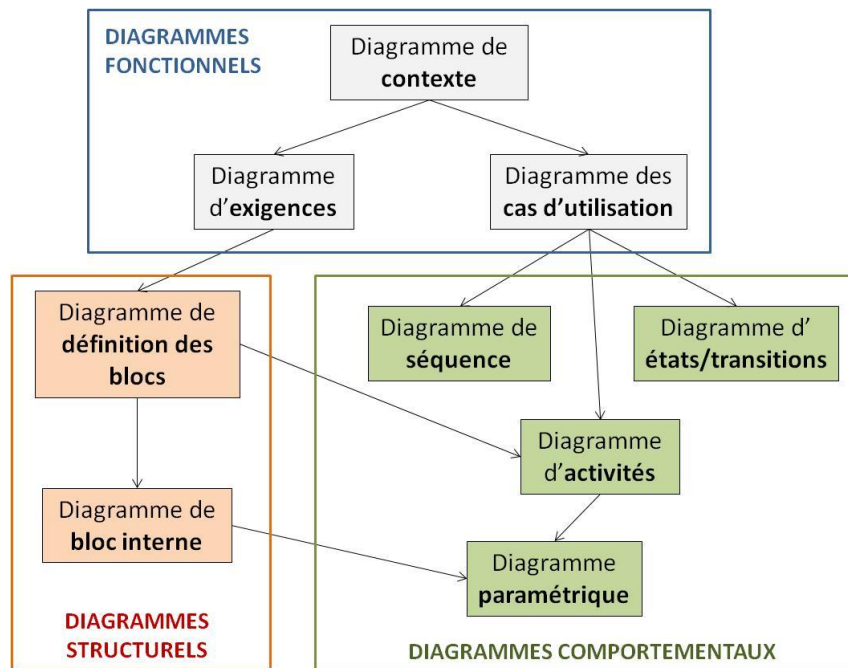 DIAGRAMMES
FONCTIONNELS
Diagramme de
contexte
Diagramme
d'exigences
Diagramme des
cas d'utilisation
Diagramme de
définition des
blocs
Diagramme de
séquence
Diagramme d'
états/transitions
Diagramme
d'activités
Diagramme de
bloc interne
Diagramme
paramétrique
DIAGRAMMES
STRUCTURELS
DIAGRAMMES COMPORTEMENTAUX